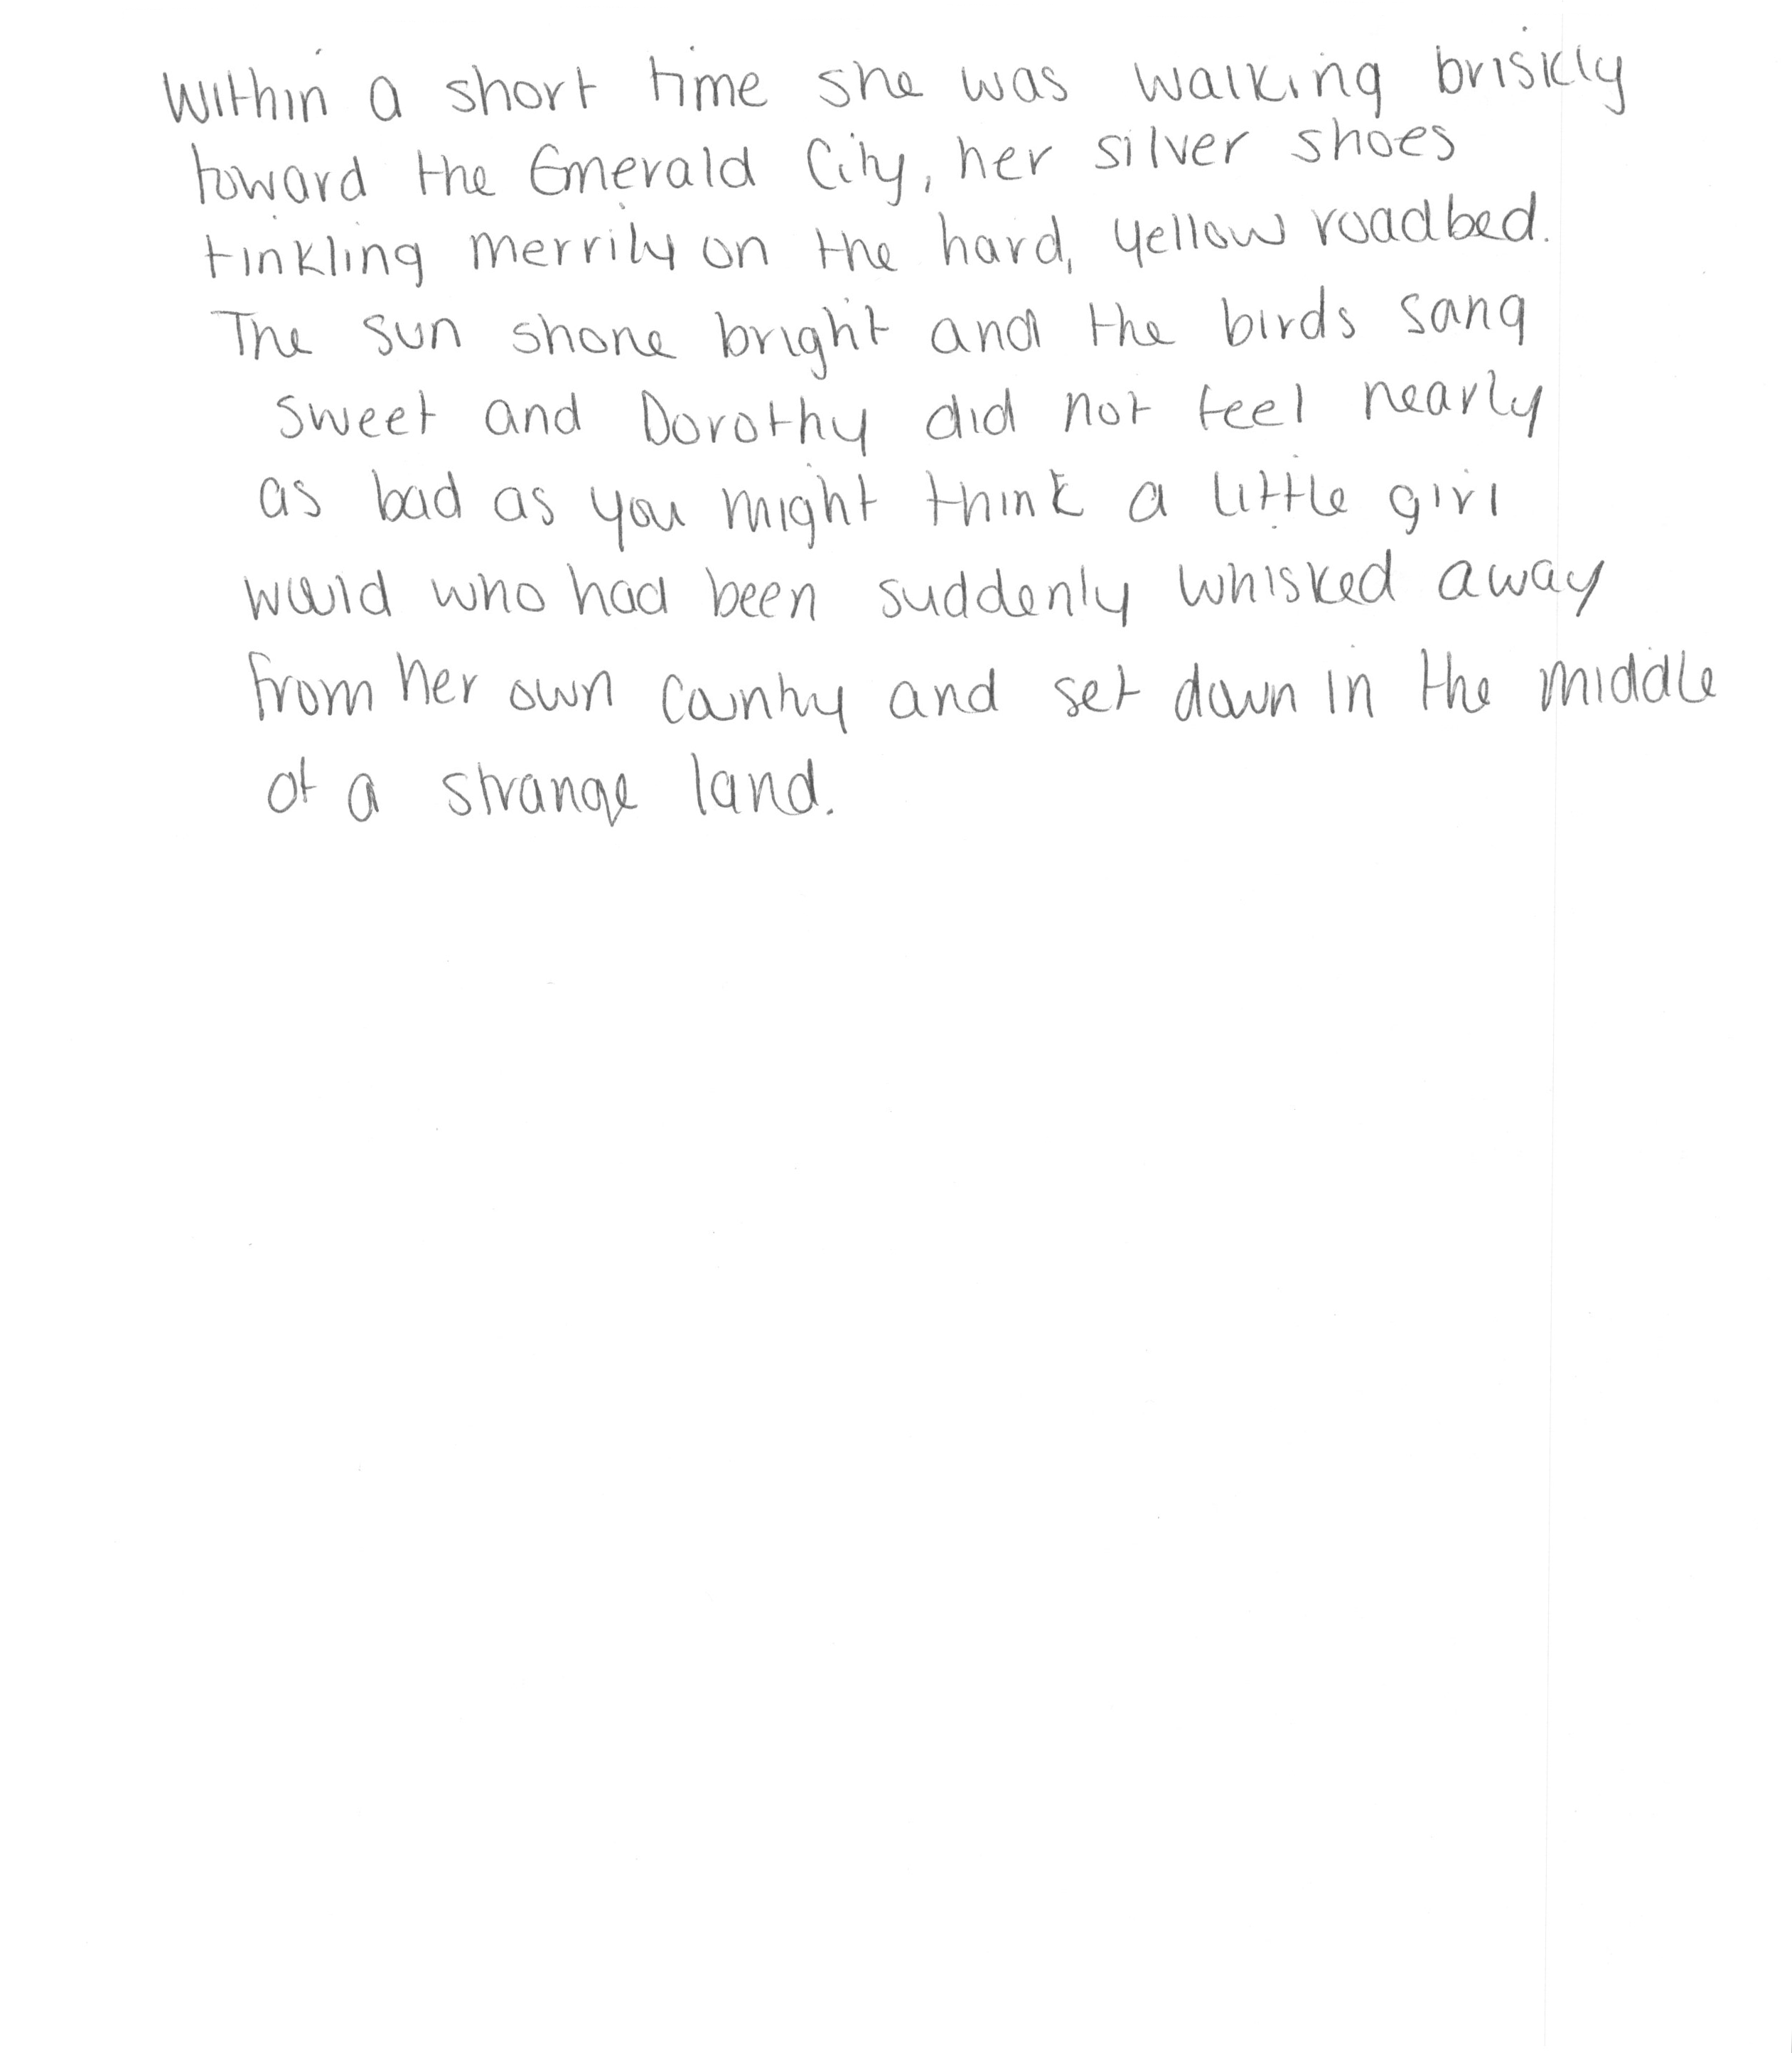 Within a short time she was walking briskly
toward the Emerald City, her silver shoes
tinkling merrily on the hard, yellow roadbed.
The sun shone bright and the birds sang
sweet and Dorothy did not feel nearly
as bad as you might think a little girl
would who had been suddenly whisked away
from her own country and set down in the middle
of a strange land.